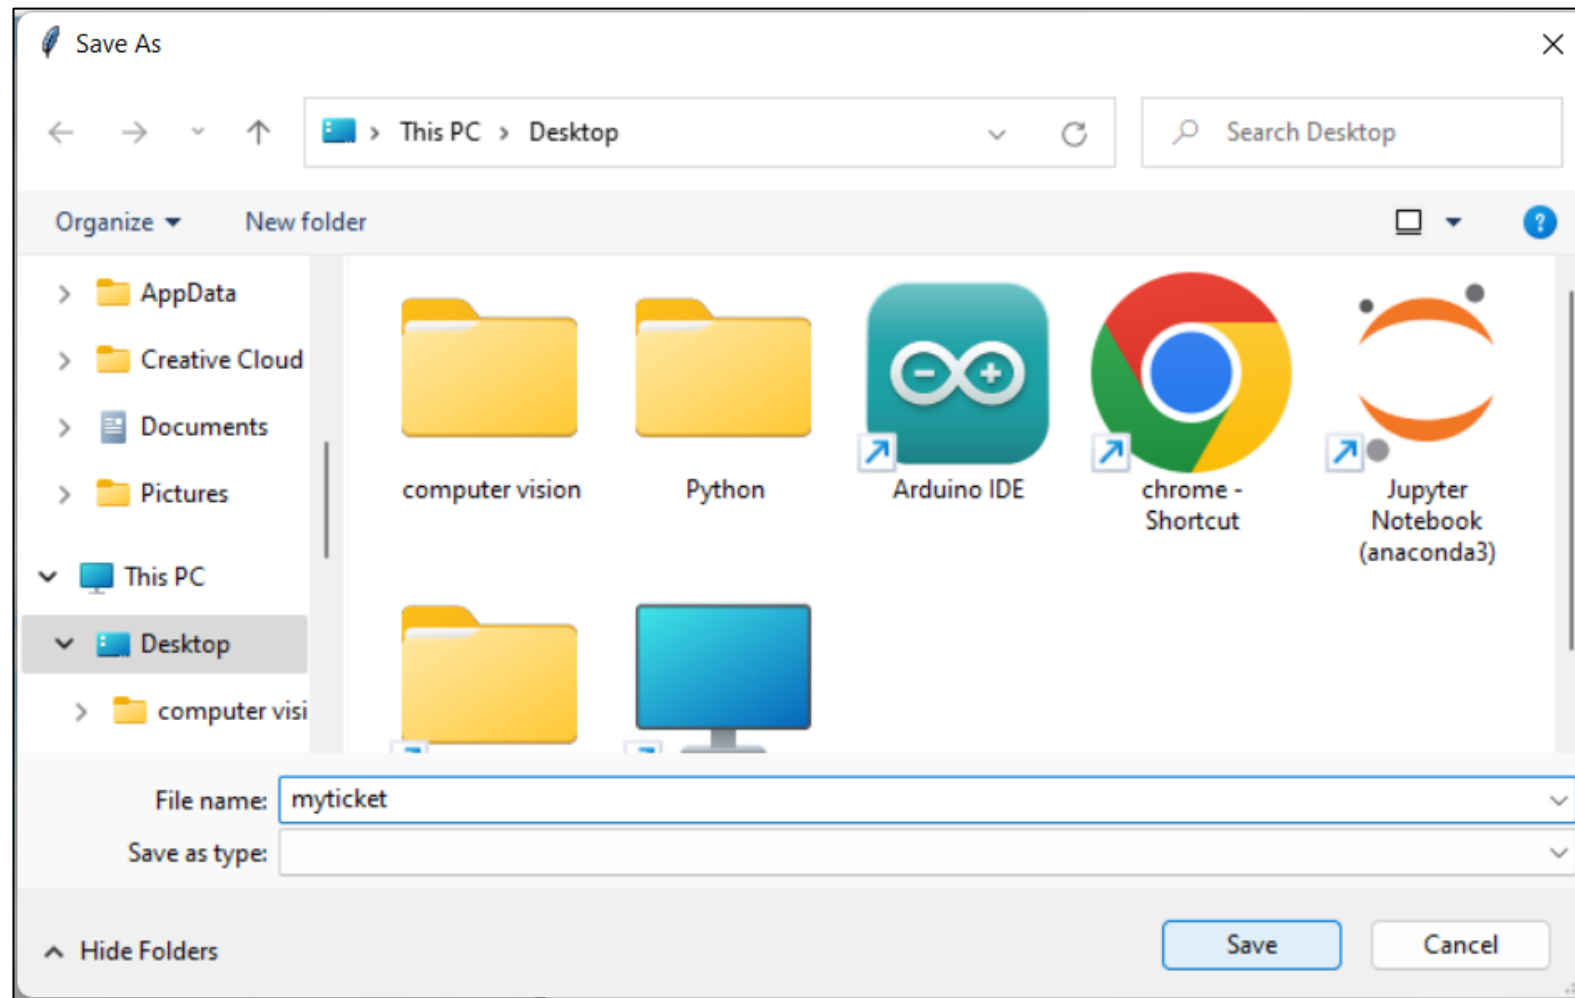 Save As
This PC > Desktop
Search Desktop
Organize
New folder
AppData
Creative Cloud
Documents
Pictures
This PC
Desktop
computer visi
computer vision
Python
Arduino IDE
chrome -
Shortcut
Jupyter
Notebook
(anaconda3)
File name: myticket
Save as type:
Hide Folders
Save
Cancel